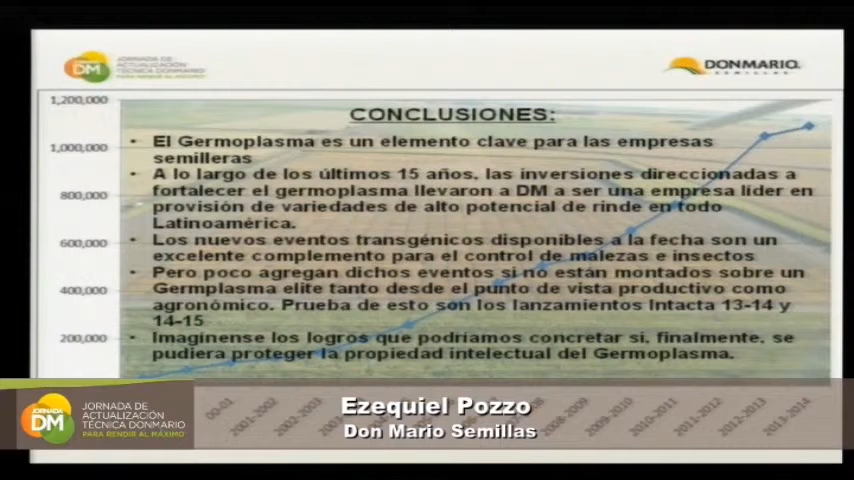 JORNADA DE
ACTUALIZACIÓN
TÉCNICA DONMARIO
PARA RENDIR AL MÁXIMO
DM
DONMARIO
SEMILLAS
1,200,000
CONCLUSIONES:
• El Germoplasma es un elemento clave para las empresas
1,000,000
semilleras
• A lo largo de los últimos 15 años, las inversiones direccionadas a
800,000
fortalecer el germoplasma llevaron a DM a ser una empresa líder en
provisión de variedades de alto potencial de rinde en todo
Latinoamérica.
600,000
• Los nuevos eventos transgénicos disponibles a la fecha son un
excelente complemento para el control de malezas e insectos
• Pero poco agregan dichos eventos si no están montados sobre un
400,000
Germplasma elite tanto desde el punto de vista productivo como
agronómico. Prueba de esto son los lanzamientos Intacta 13-14 y
14-15
200,000
• Imagínense los logros que podríamos concretar si, finalmente, se
pudiera proteger la propiedad intelectual del Germoplasma.
00-01
2001-2002
2002-2003
2008-2009
2009-2010
2010-2011
2011-2012
2012-2013
2013-2014
DM
JORNADA DE
ACTUALIZACIÓN
TÉCNICA DONMARIO
PARA RENDIR AL MÁXIMO
Ezequiel Pozzo
Don Mario Semillas